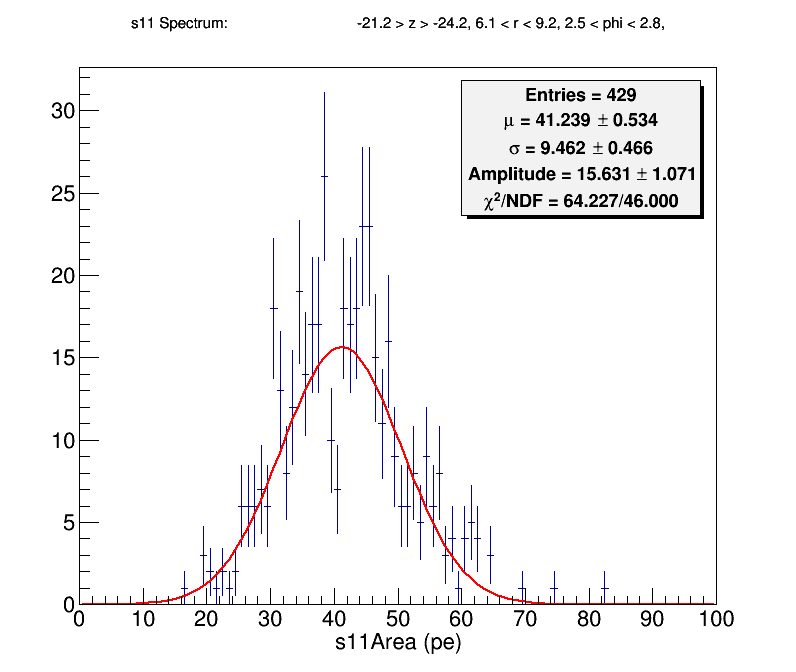 s11 Spectrum: -21.2 > z > -24.2, 6.1 < r < 9.2, 2.5 < phi < 2.8,
Entries = 429
μ = 41.239 ± 0.534
σ = 9.462 ± 0.466
Amplitude = 15.631 ± 1.071
χ²/NDF = 64.227/46.000
30
25
20
15
10
5
0
0 10 20 30 40 50 60 70 80 90 100
s11Area (pe)